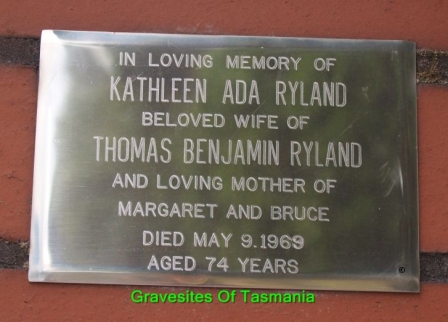 IN LOVING MEMORY OF
KATHLEEN ADA RYLAND
BELOVED WIFE OF
THOMAS BENJAMIN RYLAND
AND LOVING MOTHER OF
MARGARET AND BRUCE
DIED MAY 9.1969
AGED 74 YEARS
Gravesites Of Tasmania